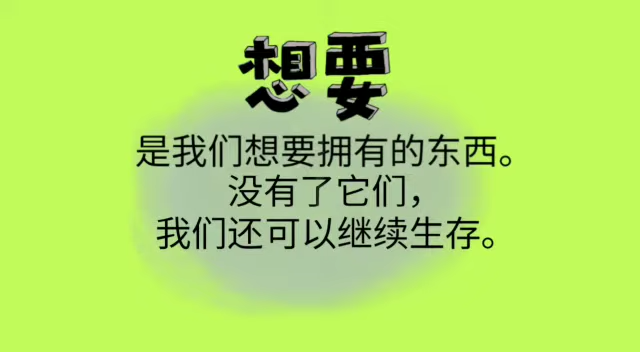 想要
是我们想要拥有的东西。
没有了它们，
我们还可以继续生存。